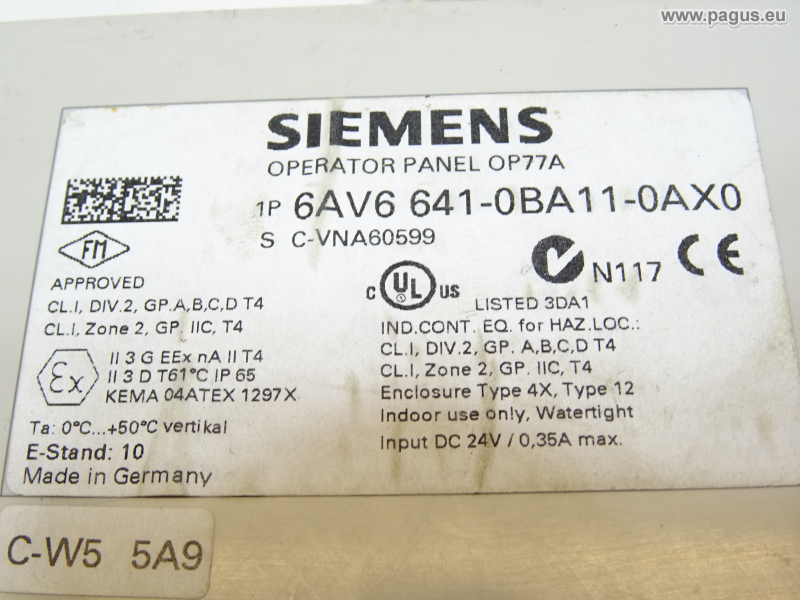 www.pagus.eu
SIEMENS
OPERATOR PANEL OP77A
1P 6AV6 641-0BA11-0AX0
S C-VNA60599
FM
APPROVED
CL.I, DIV.2, GP.A,B,C,D T4
CL.I, Zone 2, GP. IIC, T4
Ex
II 3 G EEx nA II T4
II 3 D T61°C IP 65
KEMA 04ATEX 1297X
Ta: 0°C...+50°C vertikal
E-Stand: 10
Made in Germany
N117 CE
C UL US LISTED 3DA1
IND.CONT. EQ. for HAZ.LOC.:
CL.I, DIV.2, GP. A,B,C,D T4
CL.I, Zone 2, GP. IIC, T4
Enclosure Type 4X, Type 12
Indoor use only, Watertight
Input DC 24V / 0,35A max.
C-W5 5A9